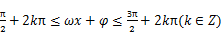 π/2 + 2kπ ≤ ωx + φ ≤ 3π/2 + 2kπ(k ∈ Z)